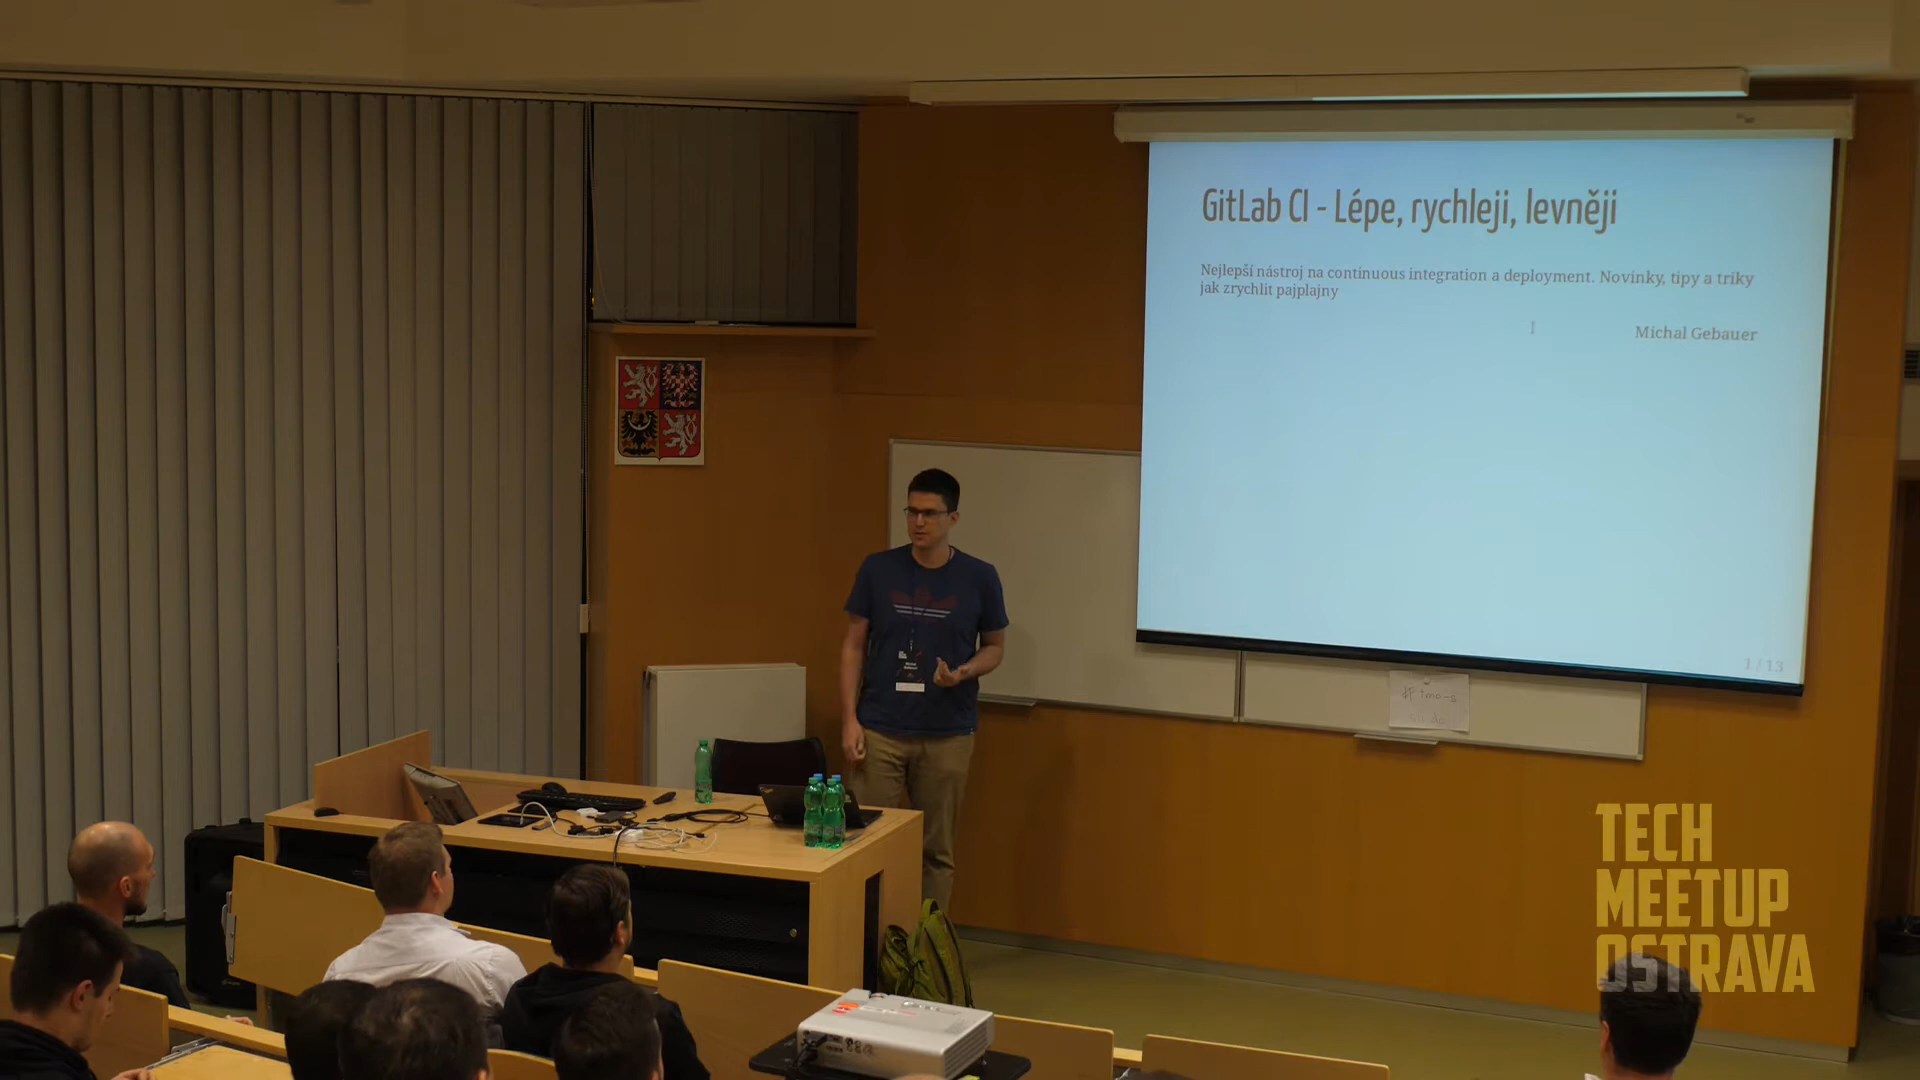 GitLab CI - Lépe, rychleji, levněji
Nejlepší nástroj na continuous integration a deployment. Novinky, tipy a triky
jak zrychlit pajplajny
Michal Gebauer
1 / 13
TECH
MEETUP
OSTRAVA